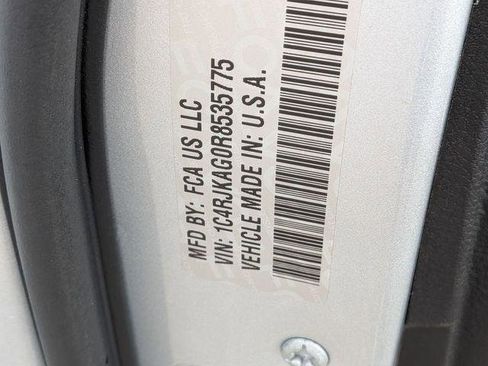 MFD BY: FCA US LLC
VIN: 1C4RJKAG0R8535775
VEHICLE MADE IN: U.S.A.